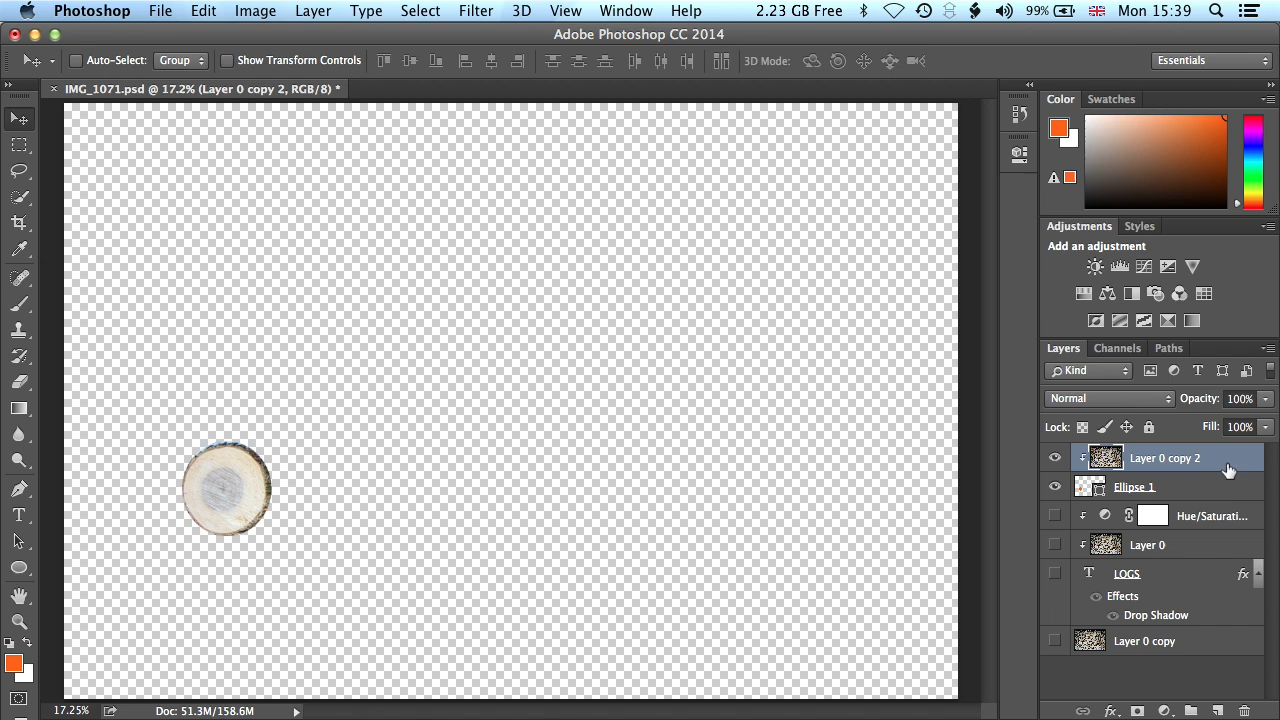 Photoshop File Edit Image Layer Type Select Filter 3D View Window Help 2.23 GB Free 99% Mon 15:39
Adobe Photoshop CC 2014
Auto-Select: Group Show Transform Controls 3D Mode: Essentials
IMG_1071.psd @ 17.2% (Layer 0 copy 2, RGB/8) *
Color Swatches
Adjustments Styles
Add an adjustment
Layers Channels Paths
Kind
Normal Opacity: 100%
Lock: Fill: 100%
Layer 0 copy 2
Ellipse 1
Hue/Saturati...
Layer 0
T LOGS fx
Effects
Drop Shadow
Layer 0 copy
17.25% Doc: 51.3M/158.6M